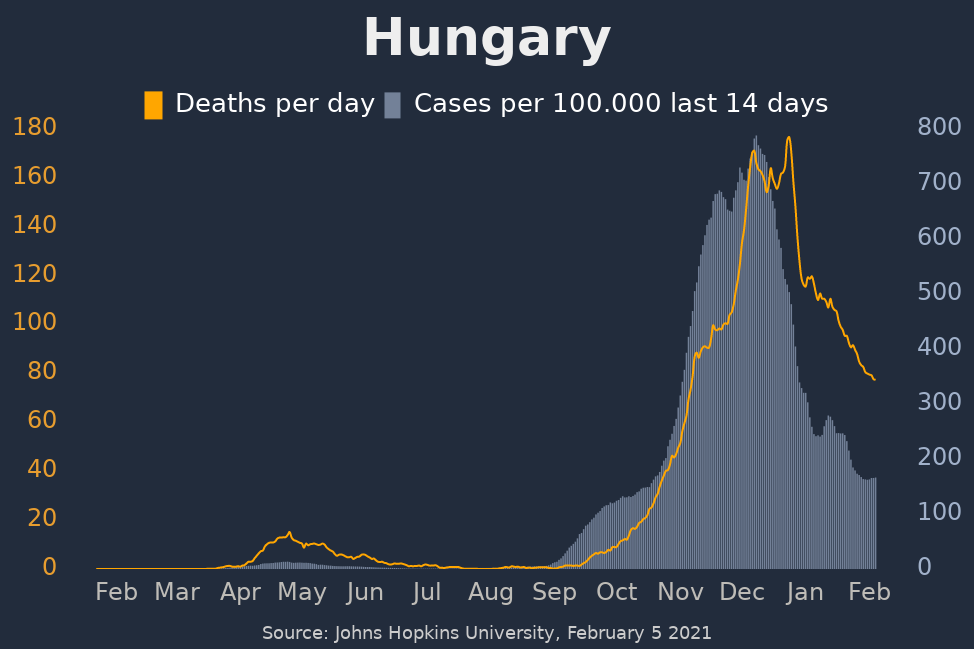 Hungary
Deaths per day Cases per 100.000 last 14 days
180 800
160 700
140 600
120 500
100 400
80 300
60 200
40 100
20 0
0
Feb Mar Apr May Jun Jul Aug Sep Oct Nov Dec Jan Feb
Source: Johns Hopkins University, February 5 2021